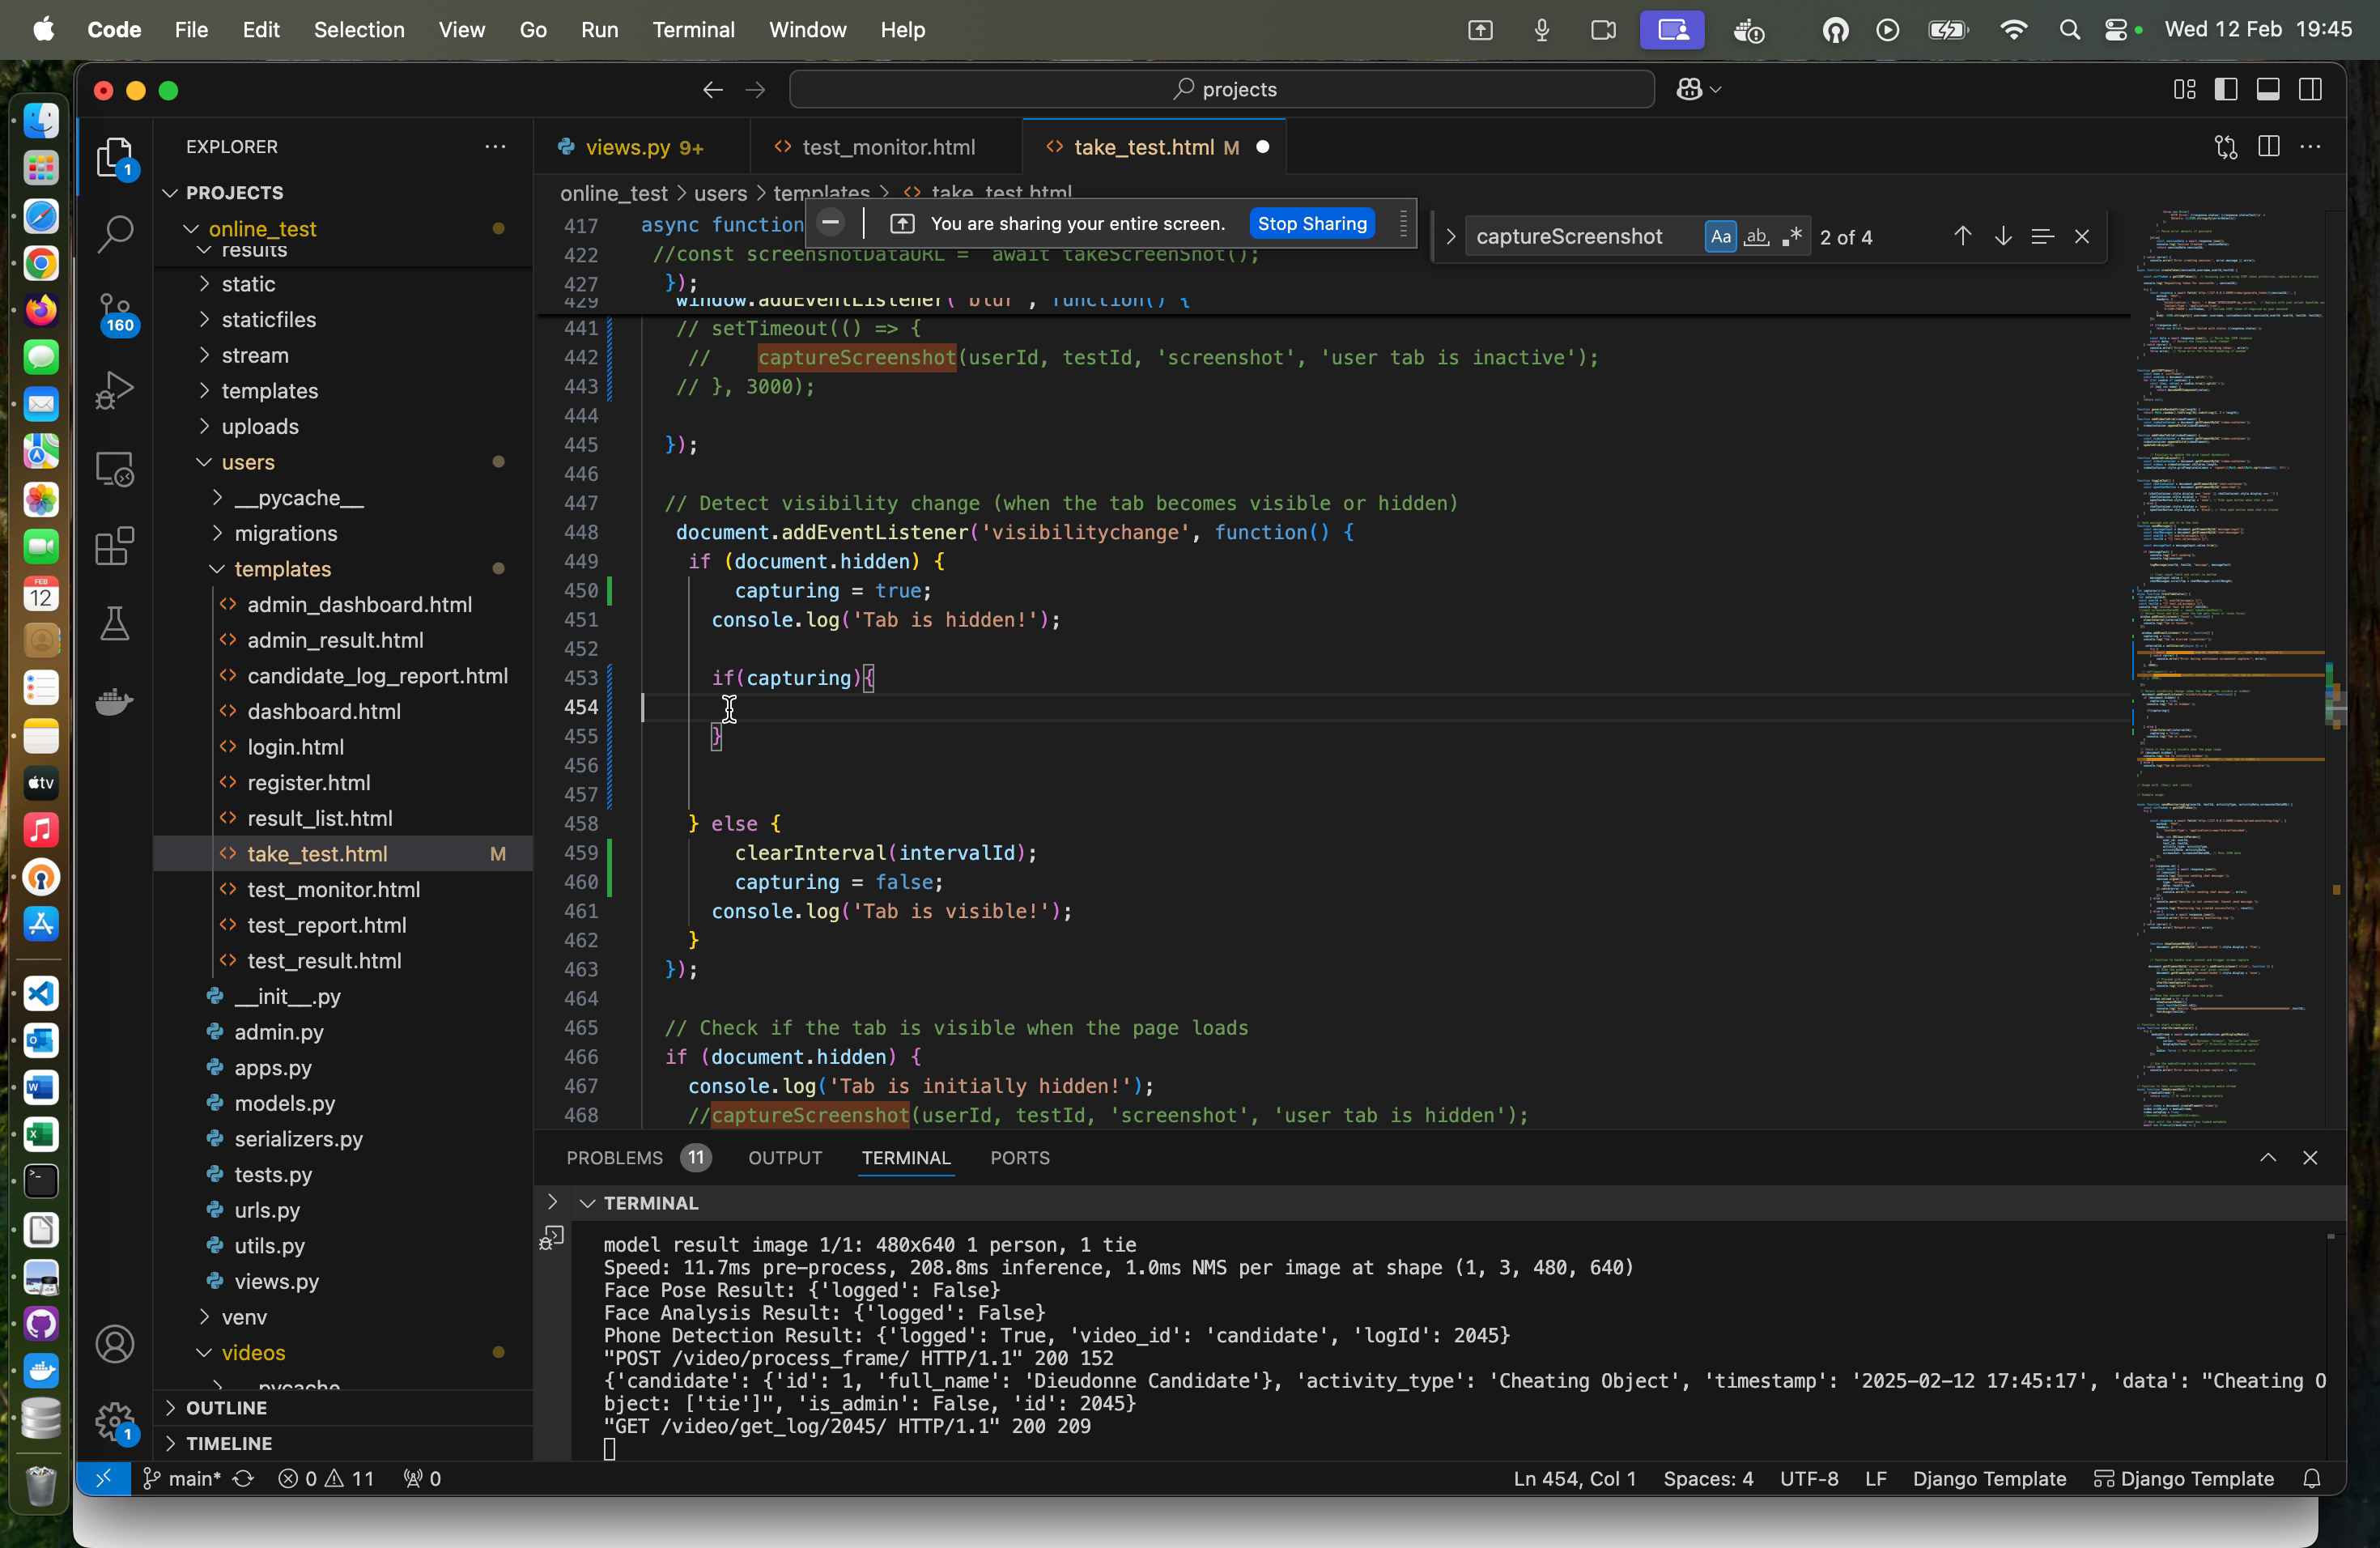 Code File Edit Selection View Go Run Terminal Window Help Wed 12 Feb 19:45
projects
EXPLORER
views.py 9+
test_monitor.html
take_test.html M
PROJECTS
online_test > users > templates > take_test.html
You are sharing your entire screen. Stop Sharing
captureScreenshot Aa ab .* 2 of 4
online_test
results
static
staticfiles
stream
templates
uploads
users
__pycache__
migrations
templates
admin_dashboard.html
admin_result.html
candidate_log_report.html
dashboard.html
login.html
register.html
result_list.html
take_test.html M
test_monitor.html
test_report.html
test_result.html
__init__.py
admin.py
apps.py
models.py
serializers.py
tests.py
urls.py
utils.py
views.py
venv
videos
__pycache__
OUTLINE
TIMELINE
1
160
1
FEB
12
tv
417 async function
422 //const screenshotDataURL = await takeScreenShot();
427 });
429 window.addEventListener('blur', function() {
441 // setTimeout(() => {
442 // captureScreenshot(userId, testId, 'screenshot', 'user tab is inactive');
443 // }, 3000);
444
445 });
446
447 // Detect visibility change (when the tab becomes visible or hidden)
448 document.addEventListener('visibilitychange', function() {
449 if (document.hidden) {
450 capturing = true;
451 console.log('Tab is hidden!');
452
453 if(capturing){
454
455 }
456
457
458 } else {
459 clearInterval(intervalId);
460 capturing = false;
461 console.log('Tab is visible!');
462 }
463 });
464
465 // Check if the tab is visible when the page loads
466 if (document.hidden) {
467 console.log('Tab is initially hidden!');
468 //captureScreenshot(userId, testId, 'screenshot', 'user tab is hidden');
PROBLEMS 11 OUTPUT TERMINAL PORTS
TERMINAL
model result image 1/1: 480x640 1 person, 1 tie
Speed: 11.7ms pre-process, 208.8ms inference, 1.0ms NMS per image at shape (1, 3, 480, 640)
Face Pose Result: {'logged': False}
Face Analysis Result: {'logged': False}
Phone Detection Result: {'logged': True, 'video_id': 'candidate', 'logId': 2045}
"POST /video/process_frame/ HTTP/1.1" 200 152
{'candidate': {'id': 1, 'full_name': 'Dieudonne Candidate'}, 'activity_type': 'Cheating Object', 'timestamp': '2025-02-12 17:45:17', 'data': "Cheating O
bject: ['tie']", 'is_admin': False, 'id': 2045}
"GET /video/get_log/2045/ HTTP/1.1" 200 209
main* 0 11 0 Ln 454, Col 1 Spaces: 4 UTF-8 LF Django Template Django Template